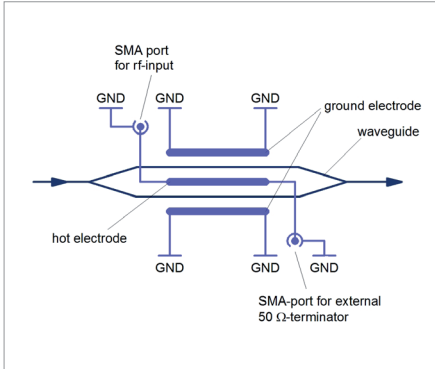 SMA port
for rf-input
GND
GND
GND
ground electrode
waveguide
hot electrode
GND
GND
GND
SMA-port for external
50 Ω-terminator